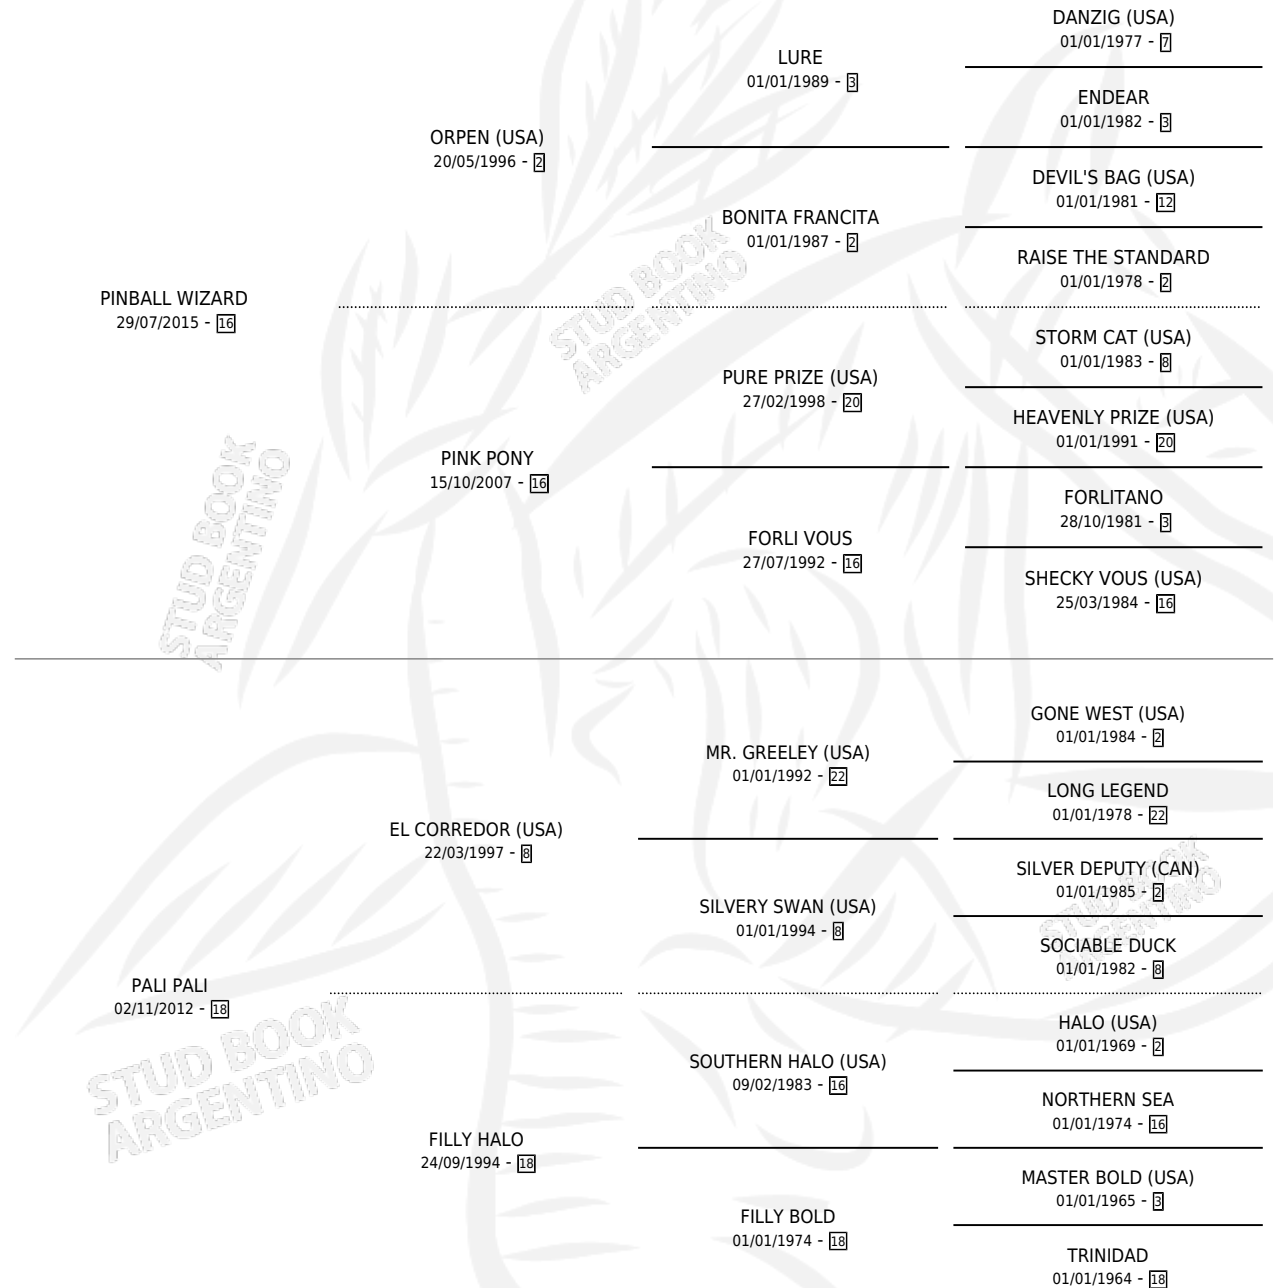 DANZIG (USA)
01/01/1977 - 7
LURE
01/01/1989 - 3
ENDEAR
01/01/1982 - 3
ORPEN (USA)
20/05/1996 - 2
DEVIL'S BAG (USA)
01/01/1981 - 12
BONITA FRANCITA
01/01/1987 - 2
RAISE THE STANDARD
01/01/1978 - 2
PINBALL WIZARD
29/07/2015 - 16
STORM CAT (USA)
01/01/1983 - 8
PURE PRIZE (USA)
27/02/1998 - 20
HEAVENLY PRIZE (USA)
01/01/1991 - 20
PINK PONY
15/10/2007 - 16
FORLITANO
28/10/1981 - 3
FORLI VOUS
27/07/1992 - 16
SHECKY VOUS (USA)
25/03/1984 - 16
GONE WEST (USA)
01/01/1984 - 2
MR. GREELEY (USA)
01/01/1992 - 22
LONG LEGEND
01/01/1978 - 22
EL CORREDOR (USA)
22/03/1997 - 8
SILVER DEPUTY (CAN)
01/01/1985 - 2
SILVERY SWAN (USA)
01/01/1994 - 8
SOCIABLE DUCK
01/01/1982 - 8
PALI PALI
02/11/2012 - 18
HALO (USA)
01/01/1969 - 2
SOUTHERN HALO (USA)
09/02/1983 - 16
NORTHERN SEA
01/01/1974 - 16
FILLY HALO
24/09/1994 - 18
MASTER BOLD (USA)
01/01/1965 - 3
FILLY BOLD
01/01/1974 - 18
TRINIDAD
01/01/1964 - 18
STUD BOOK
ARGENTINO
STUD BOOK
ARGENTINO
STUD BOOK
ARGENTINO
STUD BOOK
ARGENTINO